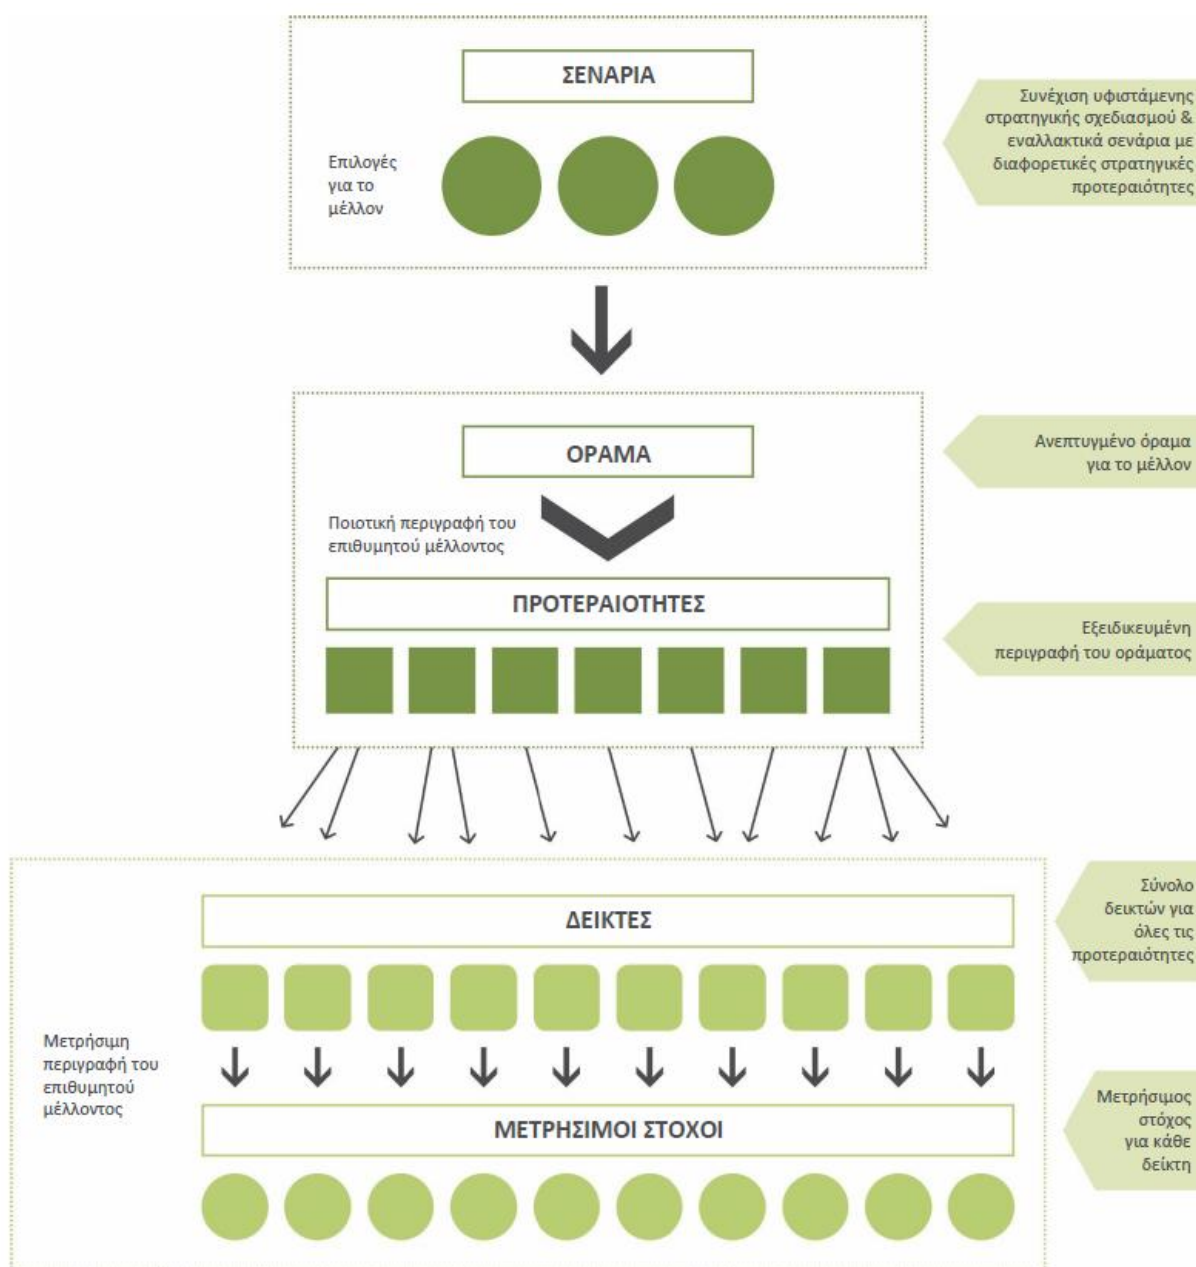 ΣΕΝΑΡΙΑ
Επιλογές
για το
μέλλον
Συνέχιση υφιστάμενης
στρατηγικής σχεδιασμού &
εναλλακτικά σενάρια με
διαφορετικές στρατηγικές
προτεραιότητες
ΟΡΑΜΑ
Ανεπτυγμένο όραμα
για το μέλλον
Ποιοτική περιγραφή του
επιθυμητού μέλλοντος
ΠΡΟΤΕΡΑΙΟΤΗΤΕΣ
Εξειδικευμένη
περιγραφή του οράματος
ΔΕΙΚΤΕΣ
Σύνολο
δεικτών για
όλες τις
προτεραιότητες
Μετρήσιμη
περιγραφή του
επιθυμητού
μέλλοντος
ΜΕΤΡΗΣΙΜΟΙ ΣΤΟΧΟΙ
Μετρήσιμος
στόχος
για κάθε
δείκτη